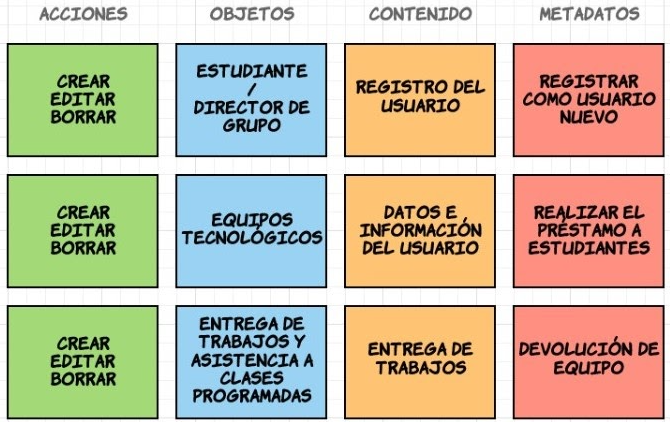 ACCIONES OBJETOS CONTENIDO METADATOS
CREAR
EDITAR
BORRAR
ESTUDIANTE
/
DIRECTOR DE
GRUPO
REGISTRO DEL
USUARIO
REGISTRAR
COMO USUARIO
NUEVO
CREAR
EDITAR
BORRAR
EQUIPOS
TECNOLÓGICOS
DATOS E
INFORMACIÓN
DEL USUARIO
REALIZAR EL
PRÉSTAMO A
ESTUDIANTES
CREAR
EDITAR
BORRAR
ENTREGA DE
TRABAJOS Y
ASISTENCIA A
CLASES
PROGRAMADAS
ENTREGA DE
TRABAJOS
DEVOLUCIÓN DE
EQUIPO